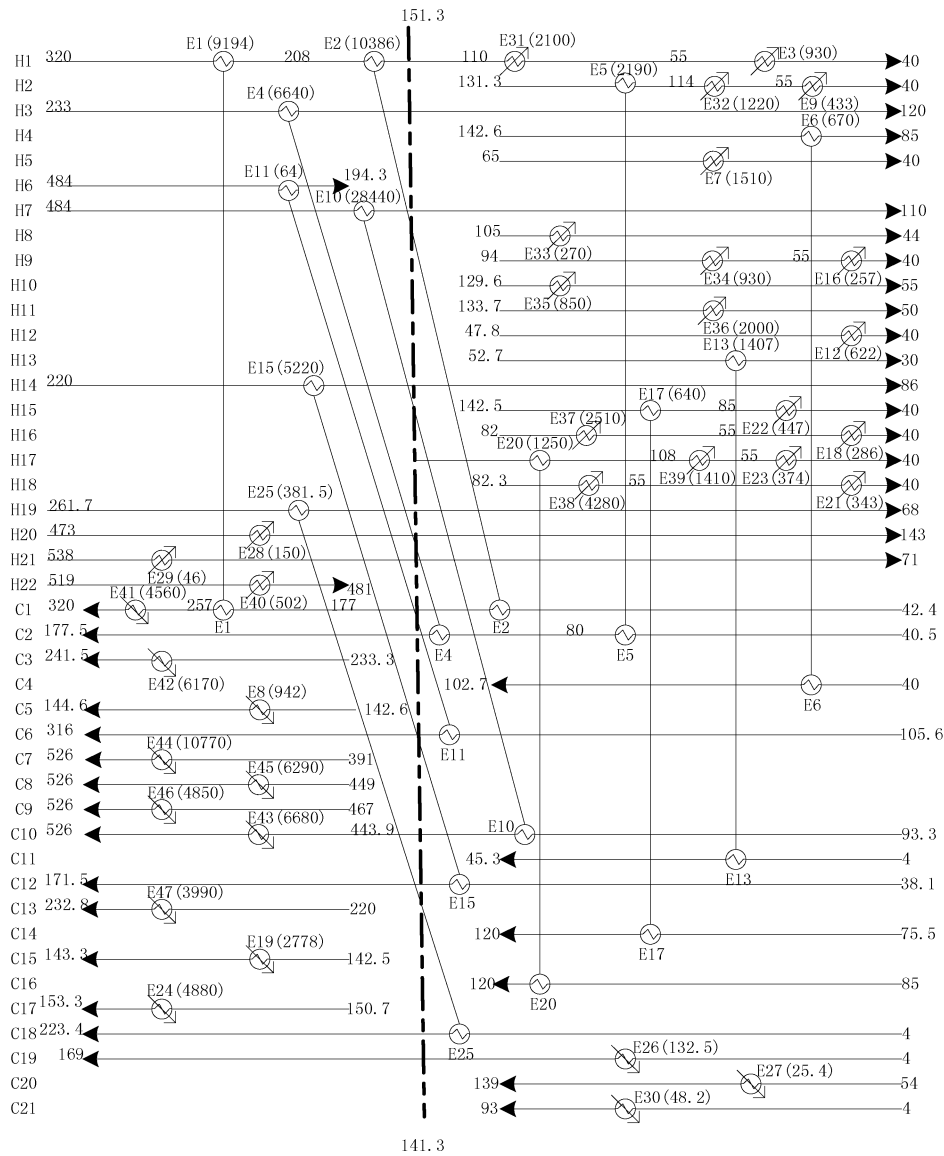 151.3
E1(9194) E2(10386) E31(2100) E3(930)
H1 320 208 110 55 40
E5(2190)
H2 131.3 114 55 40
E4(6640) E32(1220) E9(433)
H3 233 120
E6(670)
H4 142.6 85
H5 65 40
E11(64) E7(1510)
H6 484 194.3
E10(28440)
H7 484 110
H8 105 44
E33(270)
H9 94 55 40
E34(930) E16(257)
H10 129.6 55
E35(850)
H11 133.7 50
E36(2000)
H12 47.8 40
E13(1407) E12(622)
H13 52.7 30
E15(5220)
H14 220 86
E17(640)
H15 142.5 85 40
E37(2510) E22(447)
H16 82 55 40
E20(1250) E18(286)
H17 108 55 40
E39(1410) E23(374)
H18 82.3 55 40
E25(381.5) E38(4280) E21(343)
H19 261.7 68
H20 473 143
E28(150)
H21 538 71
E29(46)
H22 519 481
E41(4560) E40(502)
C1 320 257 177 42.4
E1 E2
C2 177.5 80 40.5
E4 E5
C3 241.5 233.3
E42(6170)
C4 102.7 40
E8(942) E6
C5 144.6 142.6
C6 316 105.6
E44(10770) E11
C7 526 391
E45(6290)
C8 526 449
E46(4850)
C9 526 467
E43(6680)
C10 526 443.9 E10 93.3
C11 45.3 4
E13
C12 171.5 38.1
E47(3990) E15
C13 232.8 220
C14 120 75.5
E19(2778) E17
C15 143.3 142.5
C16 120 85
E24(4880) E20
C17 153.3 150.7
C18 223.4 4
E25 E26(132.5)
C19 169 4
E27(25.4)
C20 139 54
E30(48.2)
C21 93 4
141.3